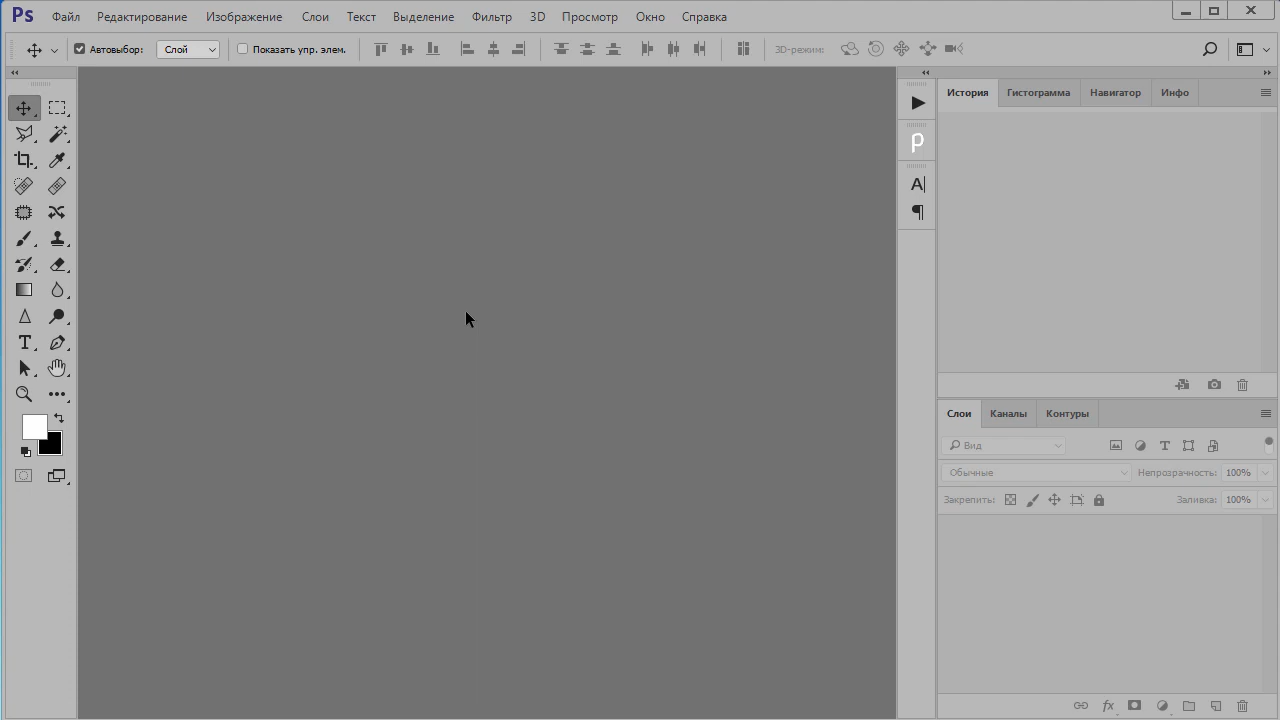 Ps Файл Редактирование Изображение Слои Текст Выделение Фильтр 3D Просмотр Окно Справка
Автовыбор: Слой Показать упр. элем. 3D-режим:
История Гистограмма Навигатор Инфо
Слои Каналы Контуры
Вид
Обычные Непрозрачность: 100%
Закрепить: Заливка: 100%
fx